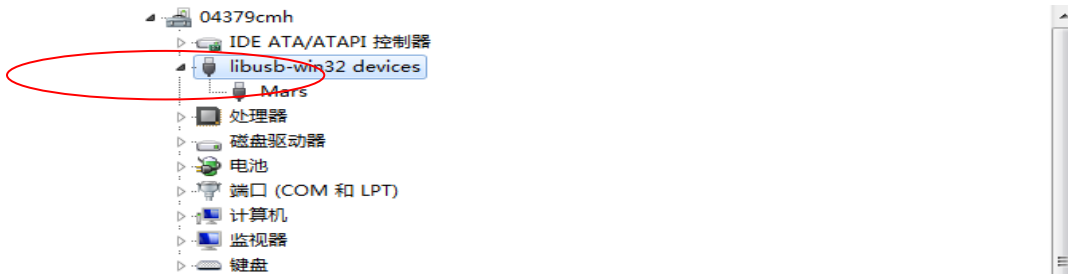 04379cmh
IDE ATA/ATAPI 控制器
libusb-win32 devices
Mars
处理器
磁盘驱动器
电池
端口 (COM 和 LPT)
计算机
监视器
键盘